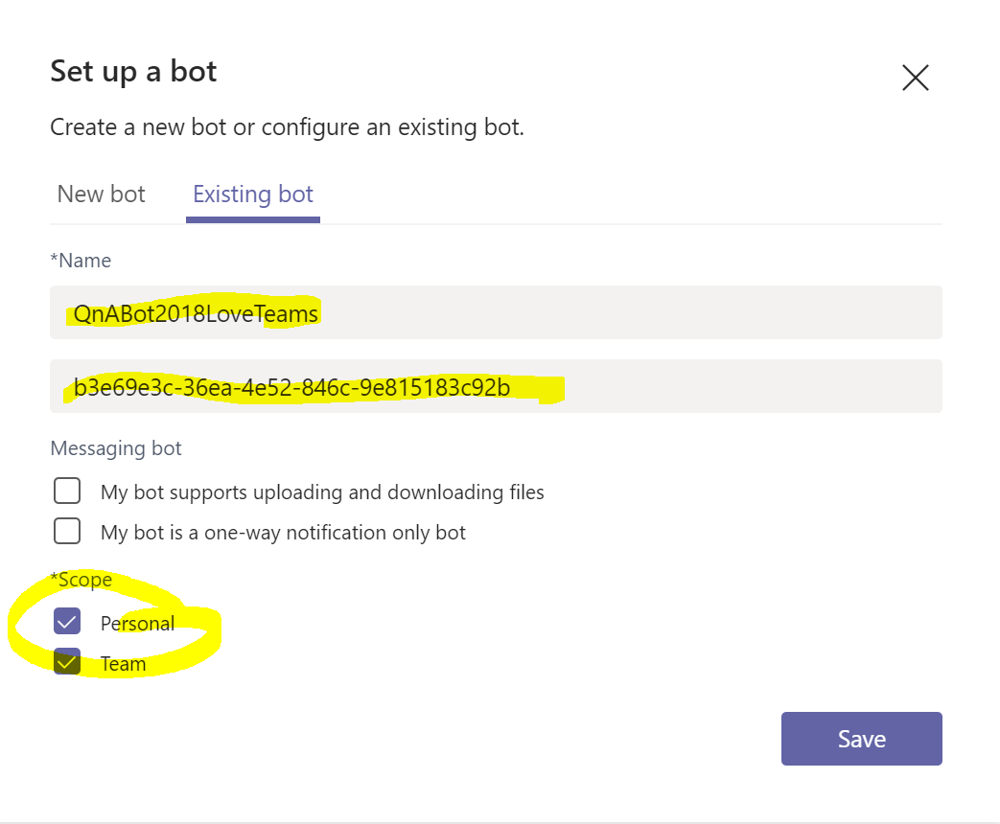 Set up a bot
Create a new bot or configure an existing bot.
New bot Existing bot
*Name
QnABot2018LoveTeams
b3e69e3c-36ea-4e52-846c-9e815183c92b
Messaging bot
My bot supports uploading and downloading files
My bot is a one-way notification only bot
*Scope
Personal
Team
Save